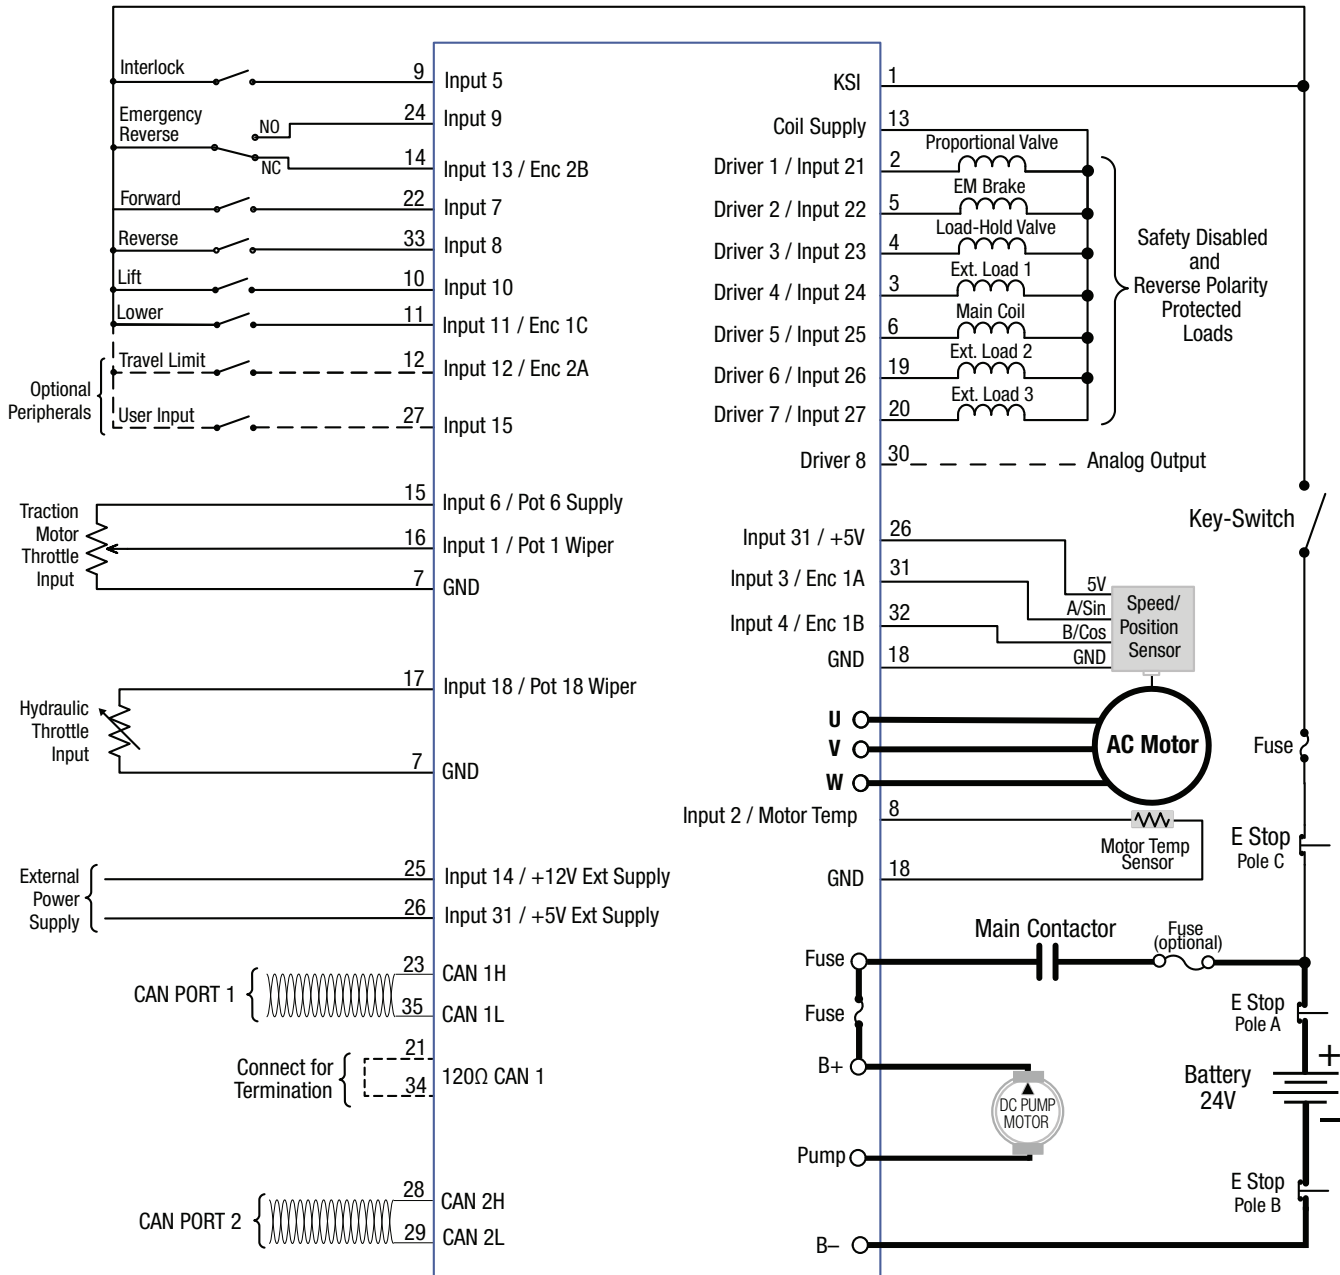 Interlock
9
Input 5
Emergency
Reverse
NO
24
Input 9
NC
14
Input 13 / Enc 2B
Forward
22
Input 7
Reverse
33
Input 8
Lift
10
Input 10
Lower
11
Input 11 / Enc 1C
Optional
Peripherals
Travel Limit
12
Input 12 / Enc 2A
User Input
27
Input 15
Traction
Motor
Throttle
Input
15
Input 6 / Pot 6 Supply
16
Input 1 / Pot 1 Wiper
7
GND
Hydraulic
Throttle
Input
17
Input 18 / Pot 18 Wiper
7
GND
External
Power
Supply
25
Input 14 / +12V Ext Supply
26
Input 31 / +5V Ext Supply
CAN PORT 1
23
CAN 1H
35
CAN 1L
Connect for
Termination
21
34
120Ω CAN 1
CAN PORT 2
28
CAN 2H
29
CAN 2L
KSI
1
Coil Supply
13
Driver 1 / Input 21
2
Proportional Valve
Driver 2 / Input 22
5
EM Brake
Driver 3 / Input 23
4
Load-Hold Valve
Driver 4 / Input 24
3
Ext. Load 1
Driver 5 / Input 25
6
Main Coil
Driver 6 / Input 26
19
Ext. Load 2
Driver 7 / Input 27
20
Ext. Load 3
Safety Disabled
and
Reverse Polarity
Protected
Loads
Driver 8
30
Analog Output
Key-Switch
Input 31 / +5V
26
5V
Input 3 / Enc 1A
31
A/Sin
Input 4 / Enc 1B
32
B/Cos
GND
18
GND
Speed/
Position
Sensor
U
V
W
AC Motor
Fuse
Input 2 / Motor Temp
8
Motor Temp
Sensor
GND
18
E Stop
Pole C
Main Contactor
Fuse
(optional)
Fuse
Fuse
E Stop
Pole A
B+
DC PUMP
MOTOR
+
Battery
24V
–
Pump
E Stop
Pole B
B–